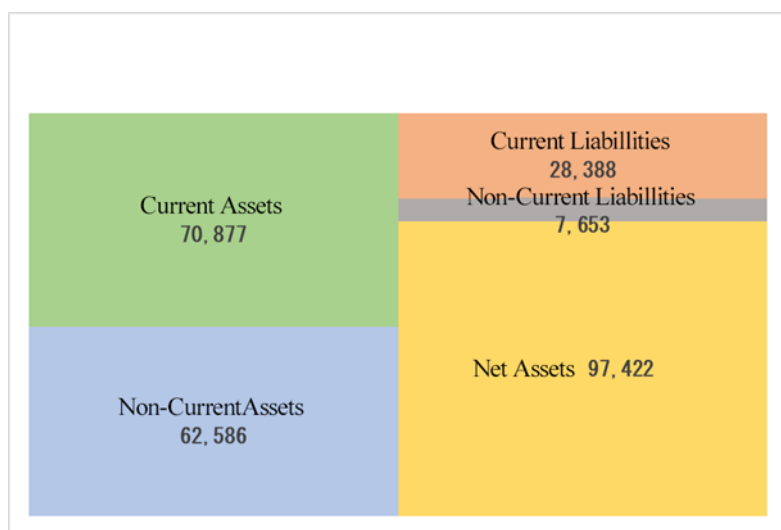 Current Assets
70,877
Non-CurrentAssets
62,586
Current Liabillities
28,388
Non-Current Liabillities
7,653
Net Assets 97,422